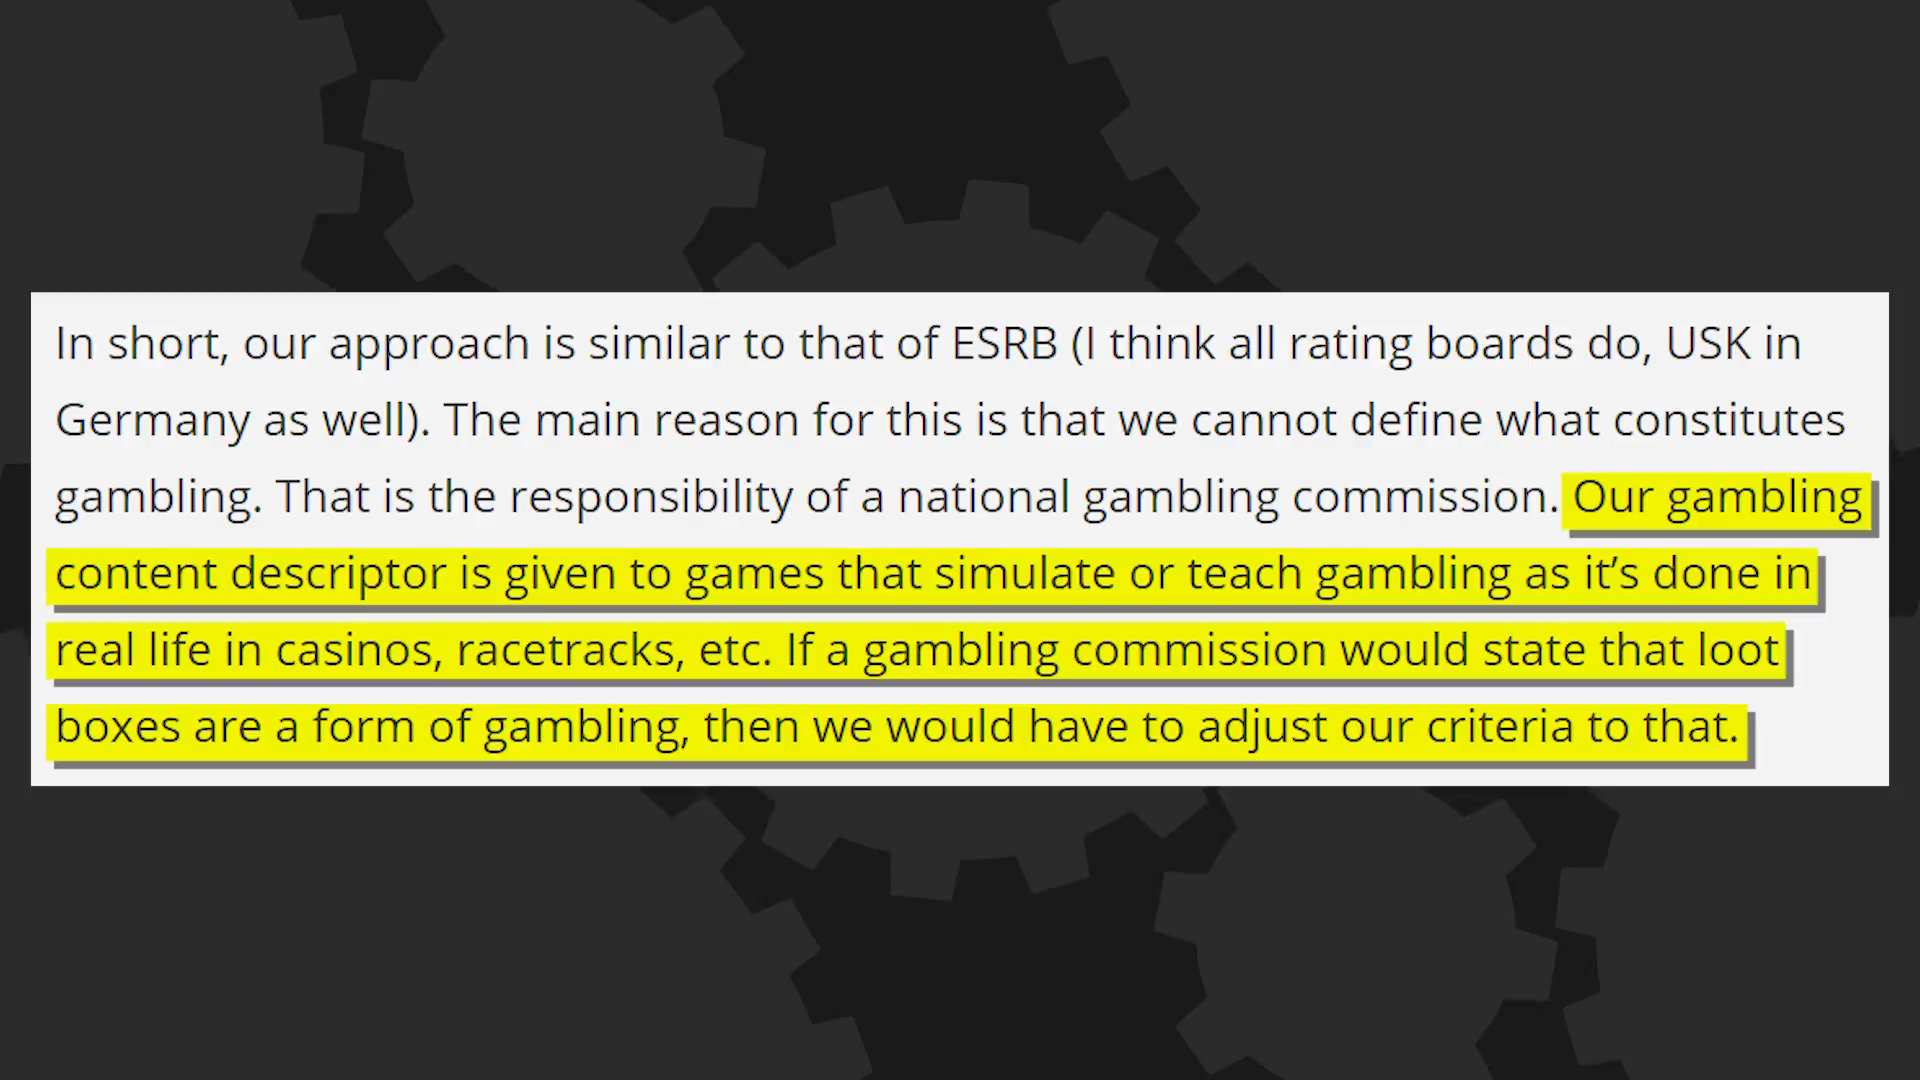 In short, our approach is similar to that of ESRB (I think all rating boards do, USK in
Germany as well). The main reason for this is that we cannot define what constitutes
gambling. That is the responsibility of a national gambling commission. Our gambling
content descriptor is given to games that simulate or teach gambling as it’s done in
real life in casinos, racetracks, etc. If a gambling commission would state that loot
boxes are a form of gambling, then we would have to adjust our criteria to that.